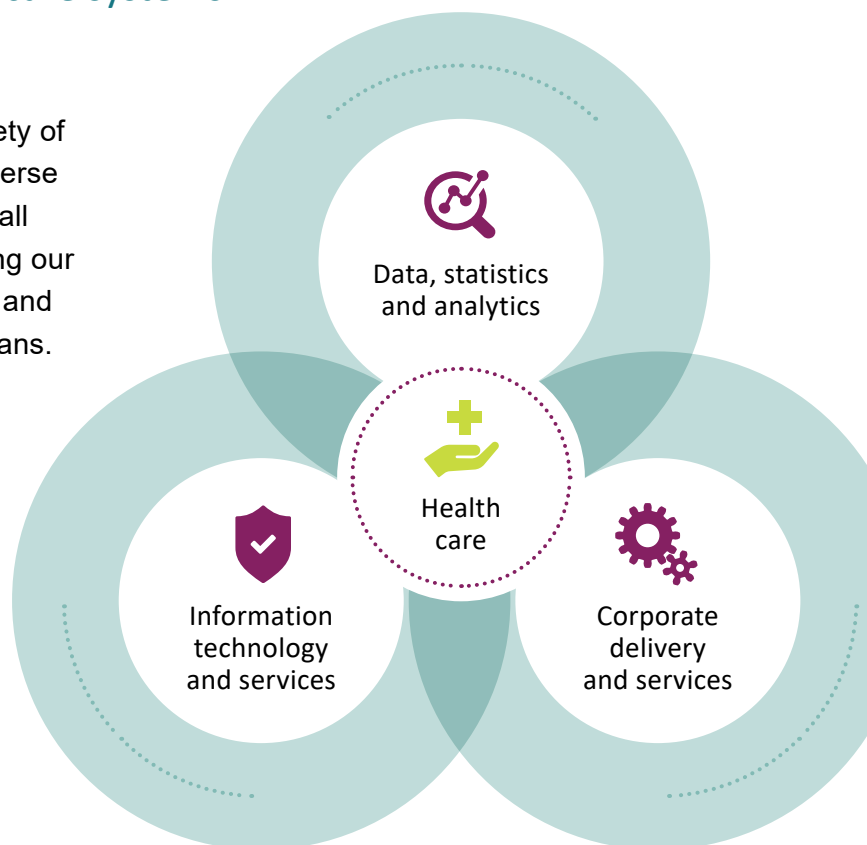 ety of
erse
all
ng our
and
ans.
Data, statistics
and analytics
Health
care
Information
technology
and services
Corporate
delivery
and services